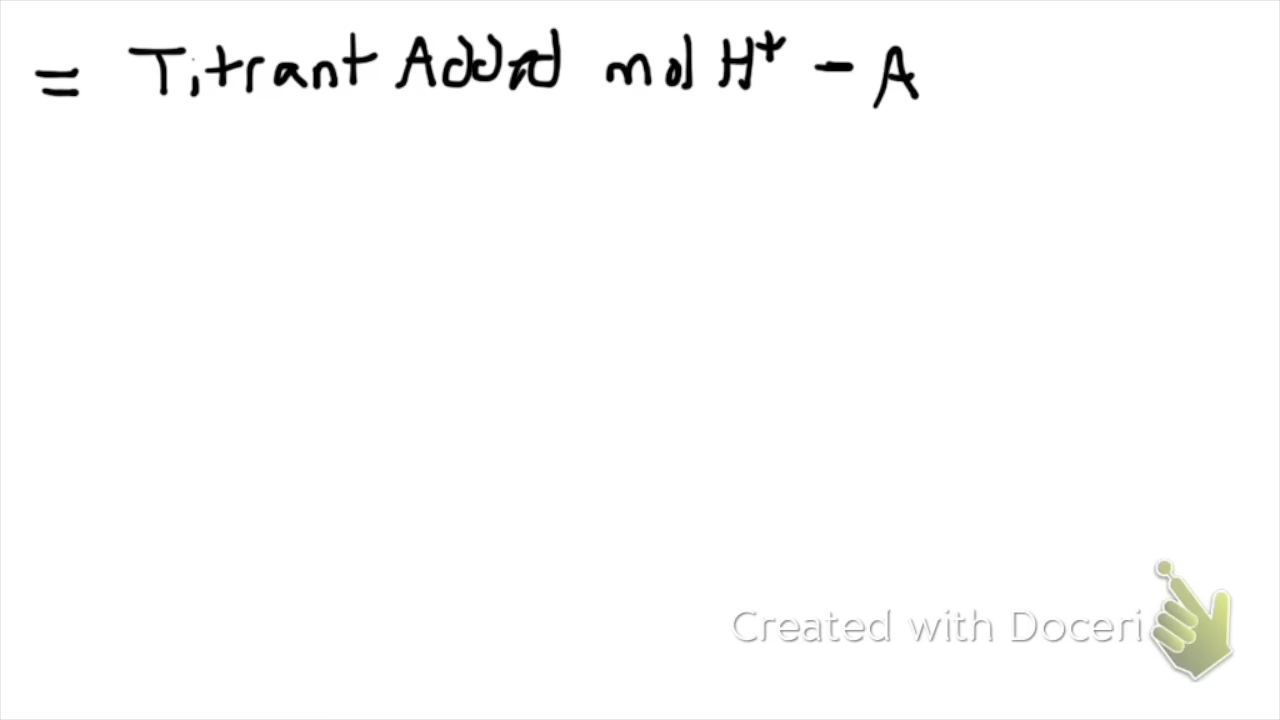 = Titrant Added mol H⁺ - A
Created with Doceri